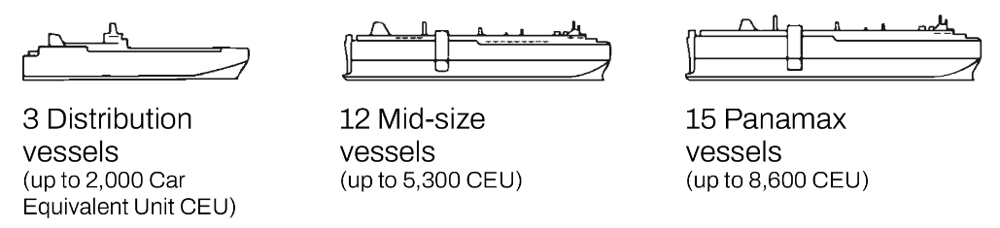 3 Distribution
vessels
(up to 2,000 Car
Equivalent Unit CEU)
12 Mid-size
vessels
(up to 5,300 CEU)
15 Panamax
vessels
(up to 8,600 CEU)